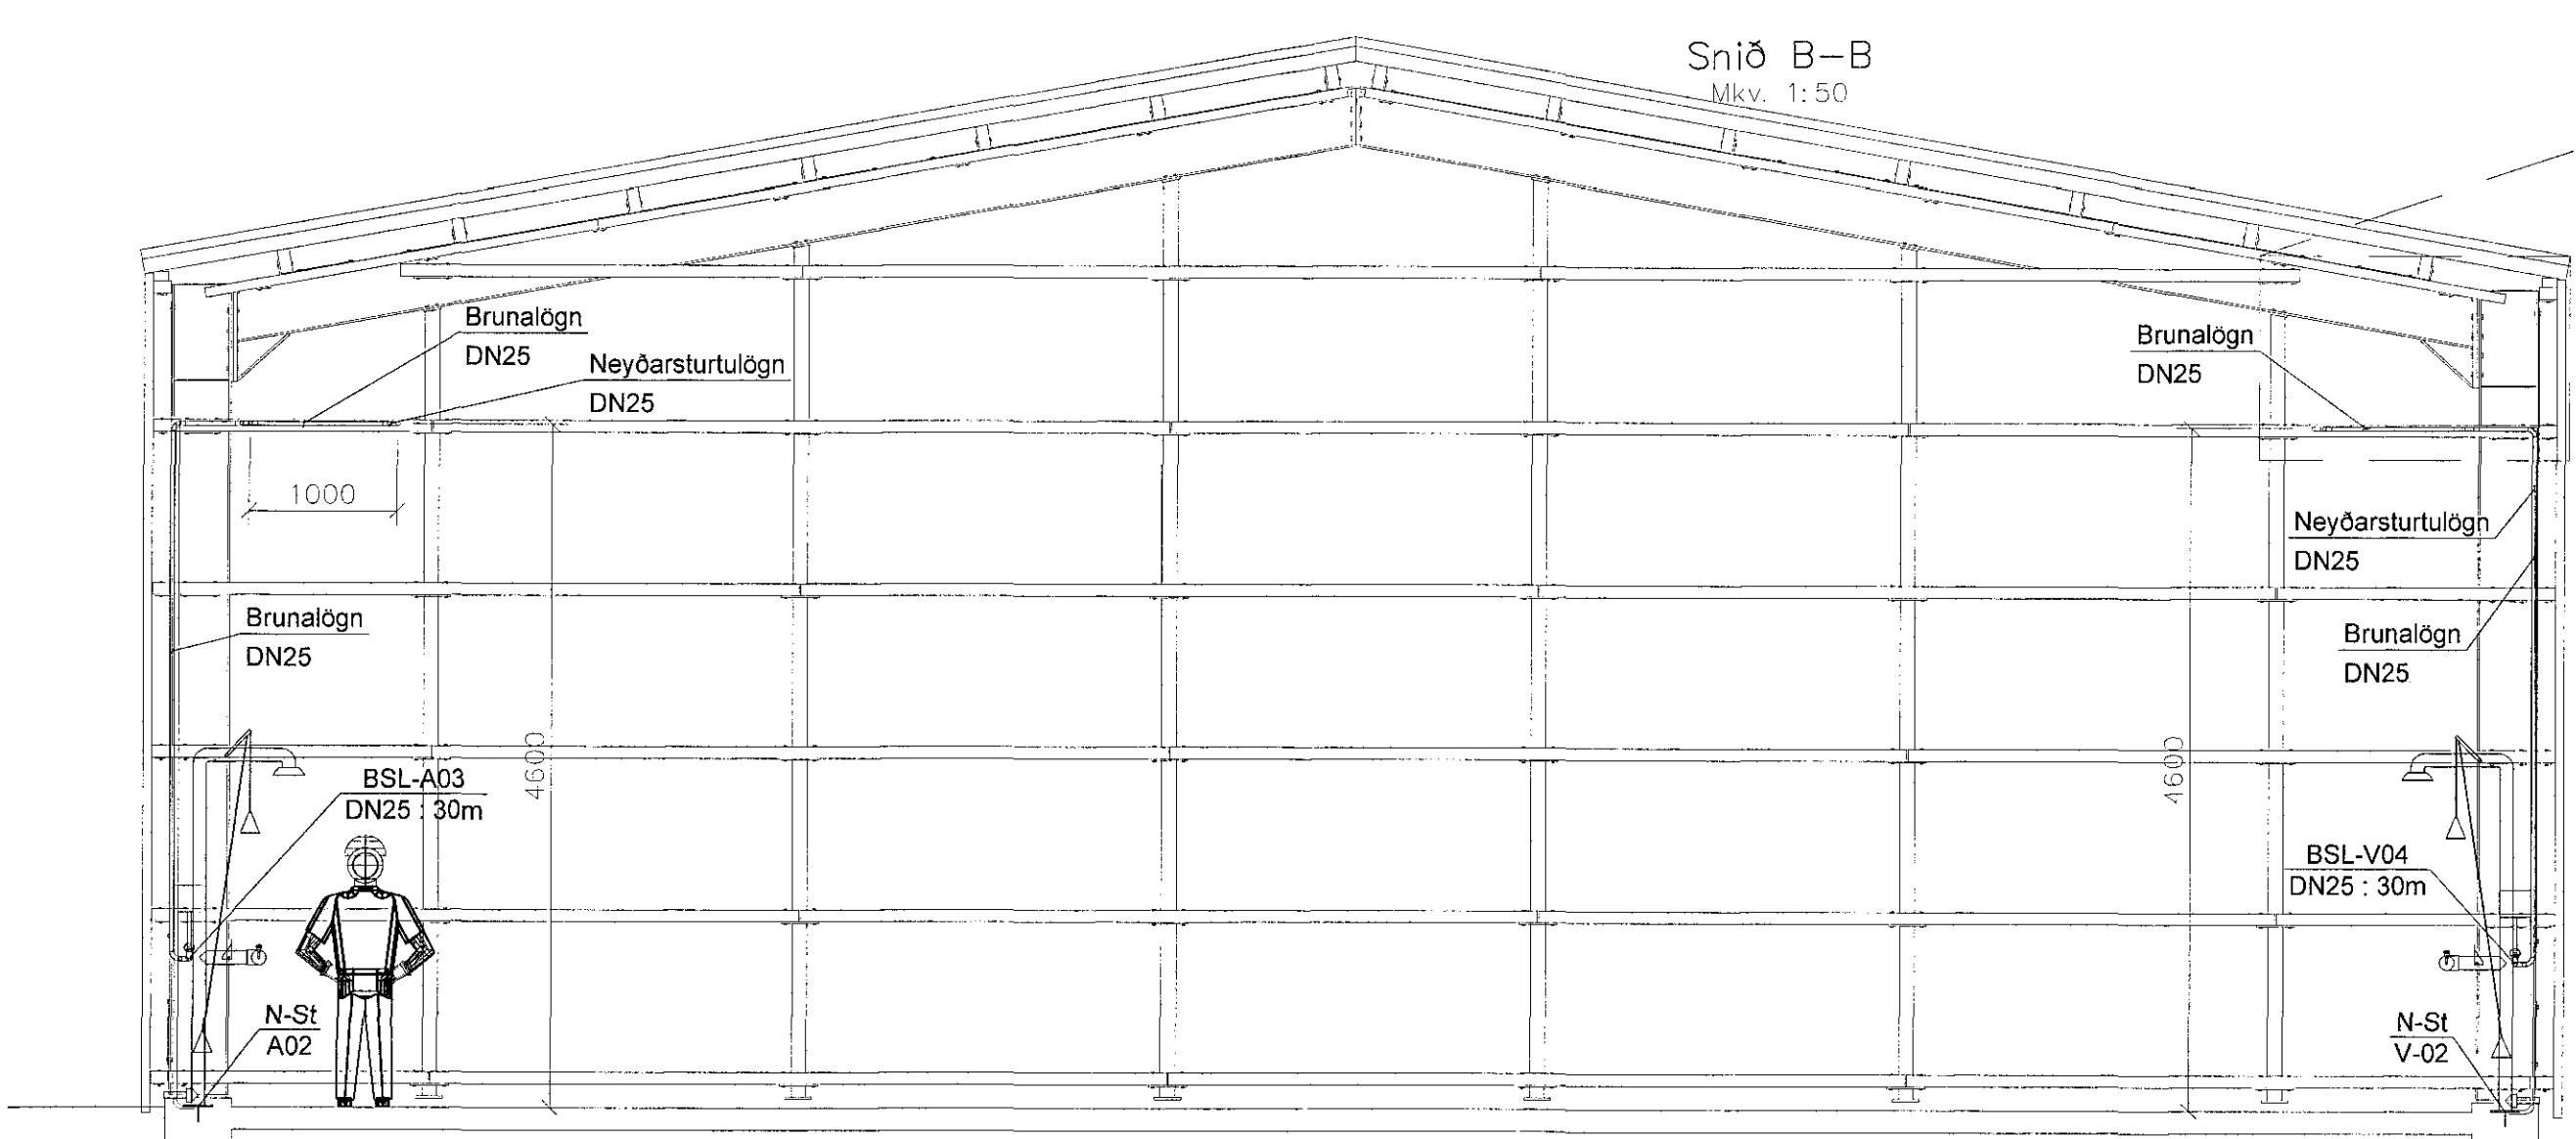 Snið B-B
Mkv. 1:50
Brunalögn
DN25
Neyðarsturtulögn
DN25
Brunalögn
DN25
1000
Neyðarsturtulögn
DN25
Brunalögn
DN25
Brunalögn
DN25
4600
4600
BSL-A03
DN25 : 30m
BSL-V04
DN25 : 30m
N-St
A02
N-St
V-02